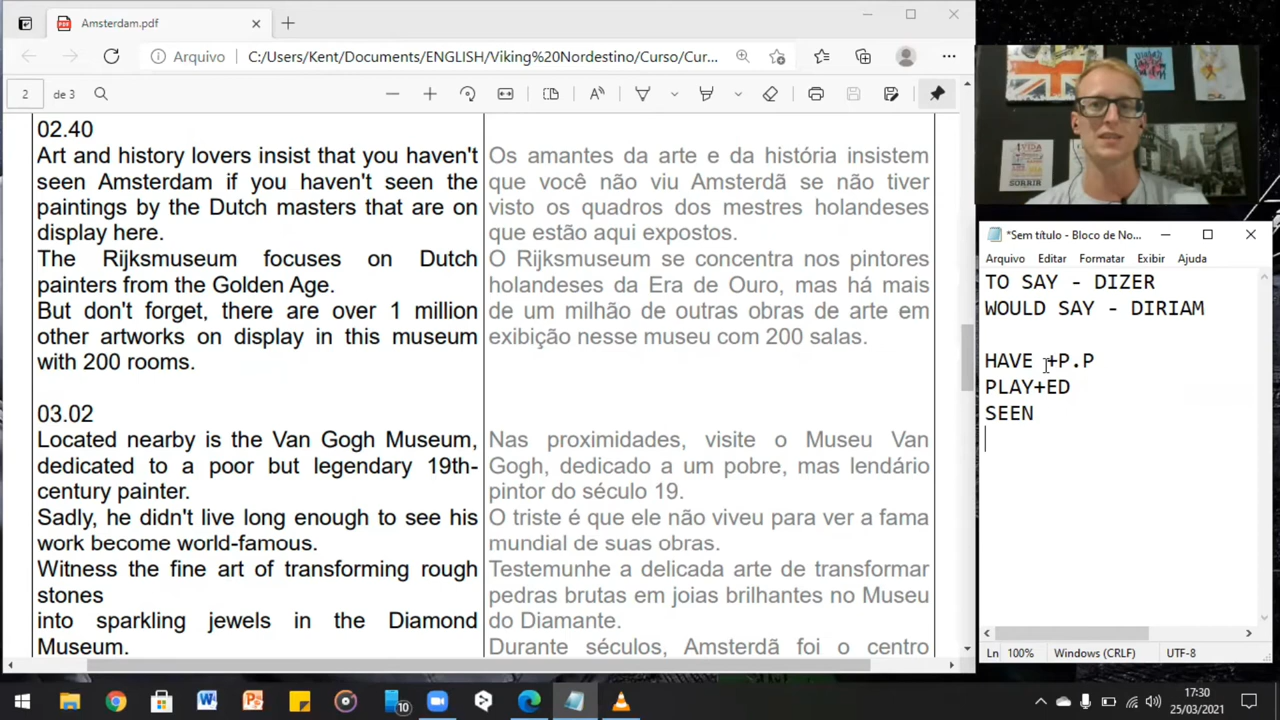 Amsterdam.pdf
Arquivo
C:/Users/Kent/Documents/ENGLISH/Viking%20Nordestino/Curso/Cur...
2 de 3
02.40
Art and history lovers insist that you haven't
seen Amsterdam if you haven't seen the
paintings by the Dutch masters that are on
display here.
The Rijksmuseum focuses on Dutch
painters from the Golden Age.
But don't forget, there are over 1 million
other artworks on display in this museum
with 200 rooms.
03.02
Located nearby is the Van Gogh Museum,
dedicated to a poor but legendary 19th-
century painter.
Sadly, he didn't live long enough to see his
work become world-famous.
Witness the fine art of transforming rough
stones
into sparkling jewels in the Diamond
Museum.
Os amantes da arte e da história insistem
que você não viu Amsterdã se não tiver
visto os quadros dos mestres holandeses
que estão aqui expostos.
O Rijksmuseum se concentra nos pintores
holandeses da Era de Ouro, mas há mais
de um milhão de outras obras de arte em
exibição nesse museu com 200 salas.
Nas proximidades, visite o Museu Van
Gogh, dedicado a um pobre, mas lendário
pintor do século 19.
O triste é que ele não viveu para ver a fama
mundial de suas obras.
Testemunhe a delicada arte de transformar
pedras brutas em joias brilhantes no Museu
do Diamante.
Durante séculos, Amsterdã foi o centro
VIDA
SORRIR
*Sem título - Bloco de No...
Arquivo Editar Formatar Exibir Ajuda
TO SAY - DIZER
WOULD SAY - DIRIAM
HAVE +P.P
PLAY+ED
SEEN
Ln 100% Windows (CRLF) UTF-8
10
17:30
25/03/2021